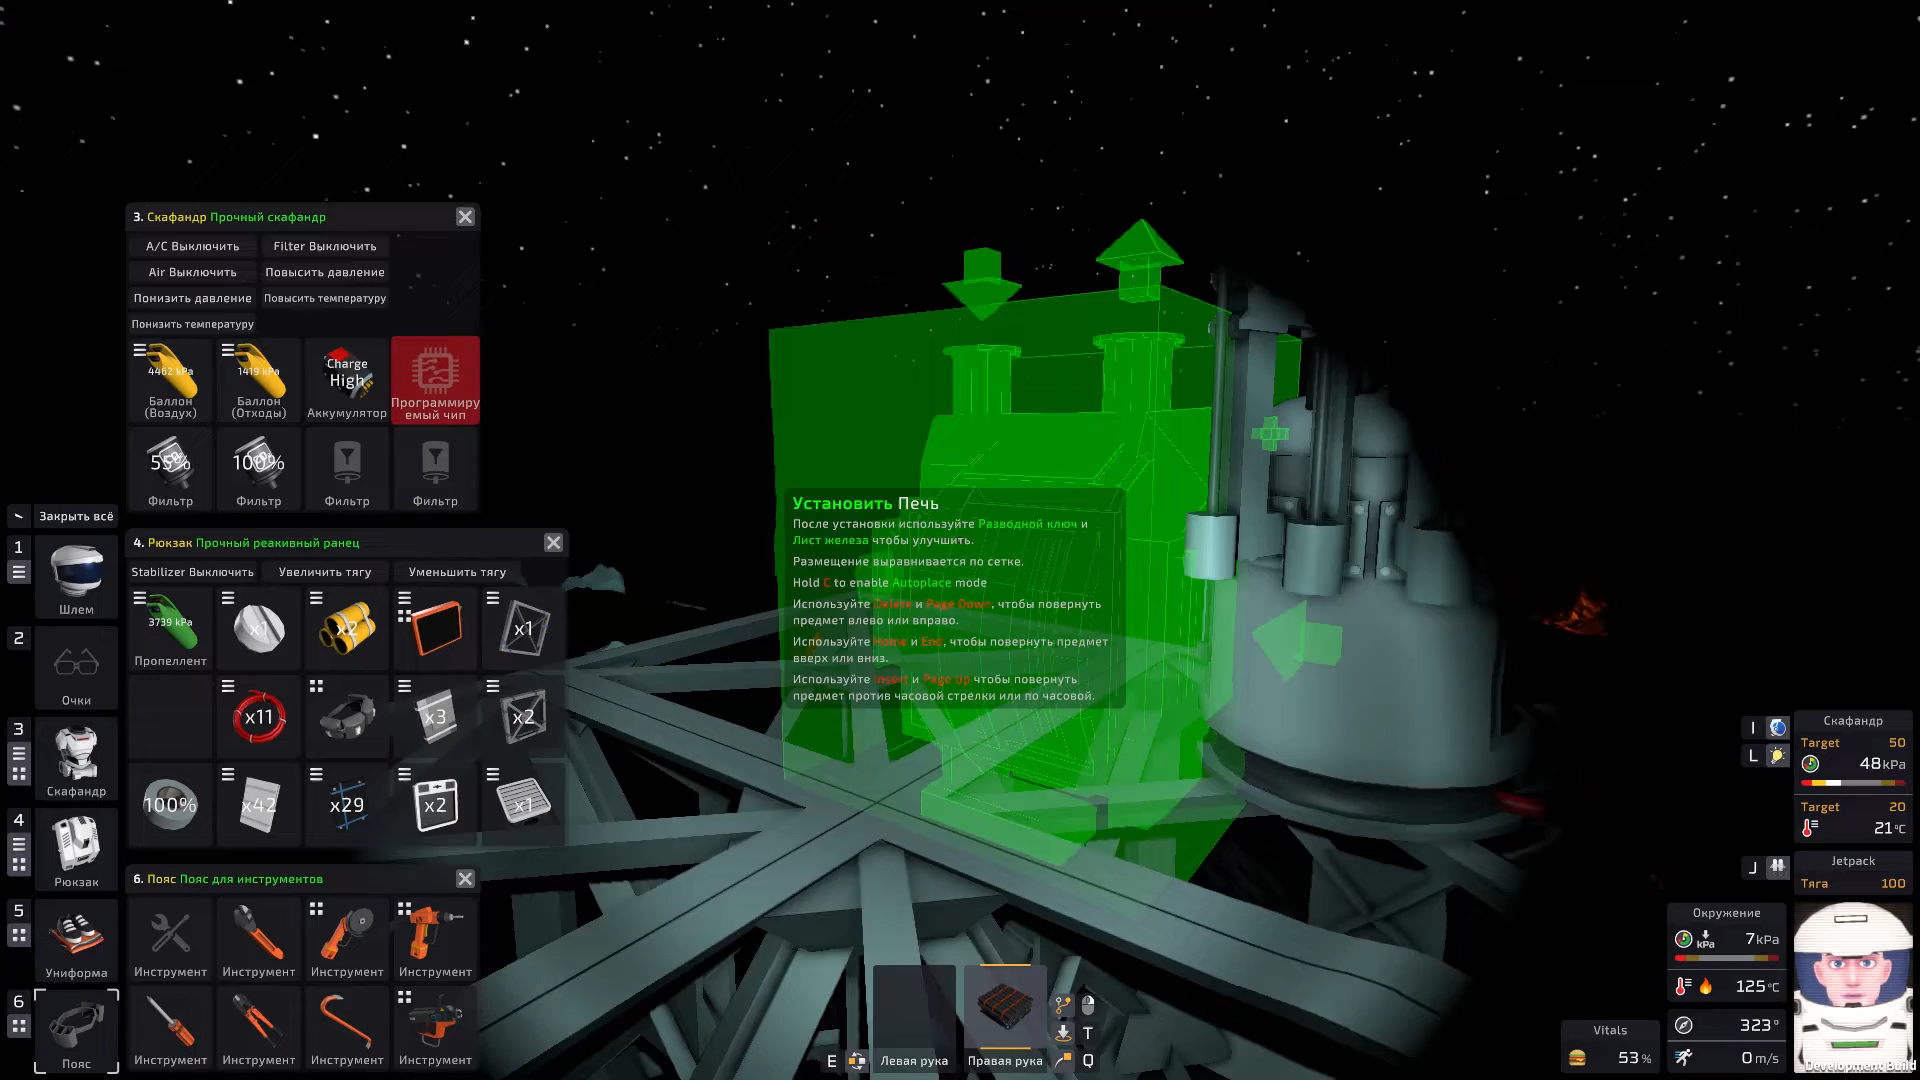 3. Скафандр Прочный скафандр
A/C Выключить
Filter Выключить
Air Выключить
Повысить давление
Понизить давление
Повысить температуру
Понизить температуру
4462 kPa
Баллон
(Воздух)
1419 kPa
Баллон
(Отходы)
Charge
High
Аккумулятор
Программиру
емый чип
55%
Фильтр
100%
Фильтр
Фильтр
Фильтр
Закрыть всё
1
Шлем
2
Очки
3
Скафандр
4
Рюкзак
5
Униформа
6
Пояс
4. Рюкзак Прочный реактивный ранец
Stabilizer Выключить
Увеличить тягу
Уменьшить тягу
3739 kPa
Пропеллент
x1
x2
x1
x11
x3
x2
100%
x42
x29
x2
x1
6. Пояс Пояс для инструментов
Инструмент
Инструмент
Инструмент
Инструмент
Инструмент
Инструмент
Инструмент
Инструмент
Установить Печь
После установки используйте Разводной ключ и
Лист железа чтобы улучшить.
Размещение выравнивается по сетке.
Hold C to enable Autoplace mode
Используйте Delete и Page Down, чтобы повернуть
предмет влево или вправо.
Используйте Home и End, чтобы повернуть предмет
вверх или вниз.
Используйте Insert и Page Up чтобы повернуть
предмет против часовой стрелки или по часовой.
E
Левая рука
Правая рука
T
Q
I
L
Скафандр
Target 50
48kPa
Target 20
21°C
J
Jetpack
Тяга 100
Окружение
kPa
7kPa
125°C
323°
0m/s
Vitals
53%
Development Build